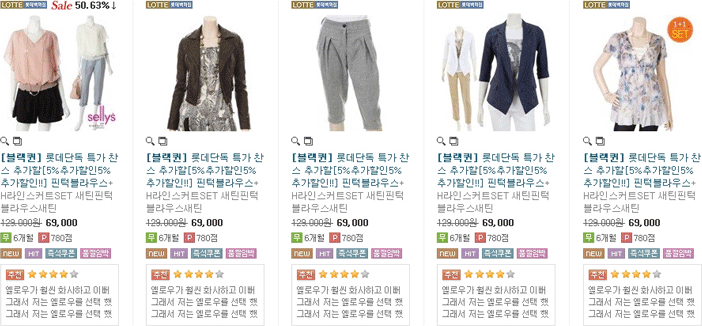 LOTTE 롯데백화점 Sale 50.63%↓
sellys
[블랙퀸] 롯데단독 특가 찬
스 추가할[5%추가할인5%
추가할인!!] 핀턱블라우스+
H라인스커트SET 새틴핀턱
블라우스새틴
129,000원 69,000
무 6개월 P 780점
NEW HIT 즉석쿠폰 품절임박
추천
옐로우가 훨씬 화사하고 이뻐
그래서 저는 옐로우를 선택 했
LOTTE 롯데백화점
[블랙퀸] 롯데단독 특가 찬
스 추가할[5%추가할인5%
추가할인!!] 핀턱블라우스+
H라인스커트SET 새틴핀턱
블라우스새틴
129,000원 69,000
무 6개월 P 780점
NEW HIT 즉석쿠폰 품절임박
추천
옐로우가 훨씬 화사하고 이뻐
그래서 저는 옐로우를 선택 했
그래서 저는 옐로우를 선택 했
LOTTE 롯데백화점
[블랙퀸] 롯데단독 특가 찬
스 추가할[5%추가할인5%
추가할인!!] 핀턱블라우스+
H라인스커트SET 새틴핀턱
블라우스새틴
129,000원 69,000
무 6개월 P 780점
NEW HIT 즉석쿠폰 품절임박
추천
옐로우가 훨씬 화사하고 이뻐
그래서 저는 옐로우를 선택 했
그래서 저는 옐로우를 선택 했
LOTTE 롯데백화점
[블랙퀸] 롯데단독 특가 찬
스 추가할[5%추가할인5%
추가할인!!] 핀턱블라우스+
H라인스커트SET 새틴핀턱
블라우스새틴
129,000원 69,000
무 6개월 P 780점
NEW HIT 즉석쿠폰 품절임박
추천
옐로우가 훨씬 화사하고 이뻐
그래서 저는 옐로우를 선택 했
그래서 저는 옐로우를 선택 했
LOTTE 롯데백화점
1+1
SET
[블랙퀸] 롯데단독 특가 찬
스 추가할[5%추가할인5%
추가할인!!] 핀턱블라우스+
H라인스커트SET 새틴핀턱
블라우스새틴
129,000원 69,000
무 6개월 P 780점
NEW HIT 즉석쿠폰 품절임박
추천
옐로우가 훨씬 화사하고 이뻐
그래서 저는 옐로우를 선택 했
그래서 저는 옐로우를 선택 했